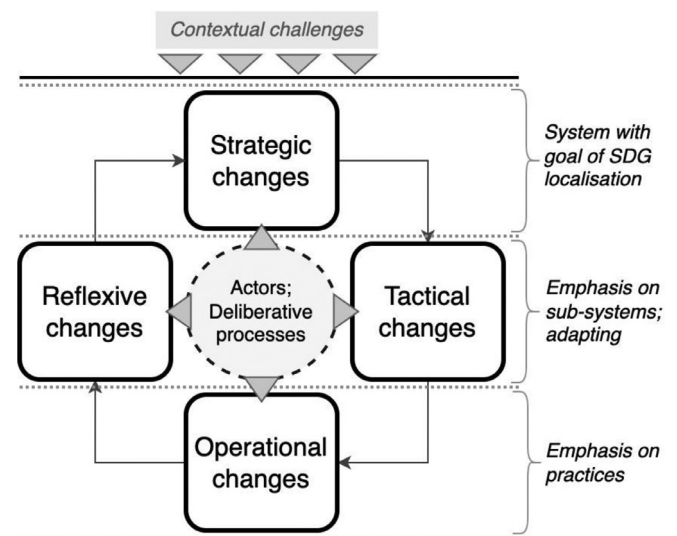 Contextual challenges
Strategic
changes
System with
goal of SDG
localisation
Reflexive
changes
Actors;
Deliberative
processes
Tactical
changes
Emphasis on
sub-systems;
adapting
Operational
changes
Emphasis on
practices